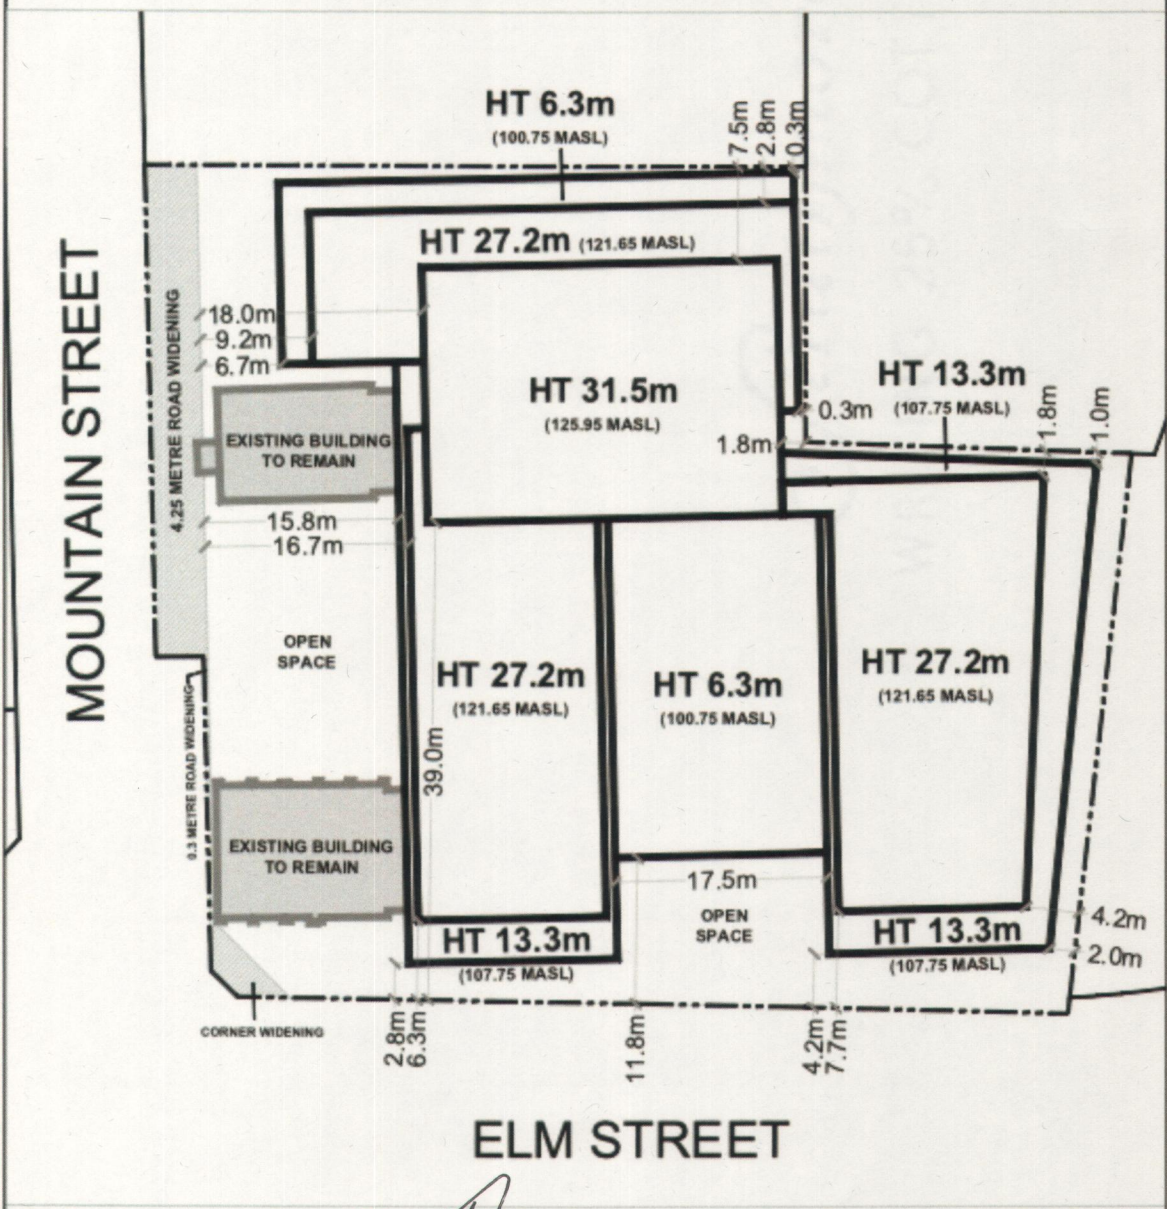 HT 6.3m
(100.75 MASL)
7.5m
2.8m
0.3m
HT 27.2m (121.65 MASL)
MOUNTAIN STREET
4.25 METRE ROAD WIDENING
18.0m
9.2m
6.7m
HT 31.5m
(125.95 MASL)
HT 13.3m
(107.75 MASL)
1.8m
1.0m
0.3m
1.8m
EXISTING BUILDING
TO REMAIN
15.8m
16.7m
OPEN
SPACE
HT 27.2m
(121.65 MASL)
HT 6.3m
(100.75 MASL)
HT 27.2m
(121.65 MASL)
0.3 METRE ROAD WIDENING
39.0m
EXISTING BUILDING
TO REMAIN
17.5m
OPEN
SPACE
HT 13.3m
(107.75 MASL)
HT 13.3m
(107.75 MASL)
4.2m
2.0m
CORNER WIDENING
2.8m
6.3m
11.8m
4.2m
7.7m
ELM STREET